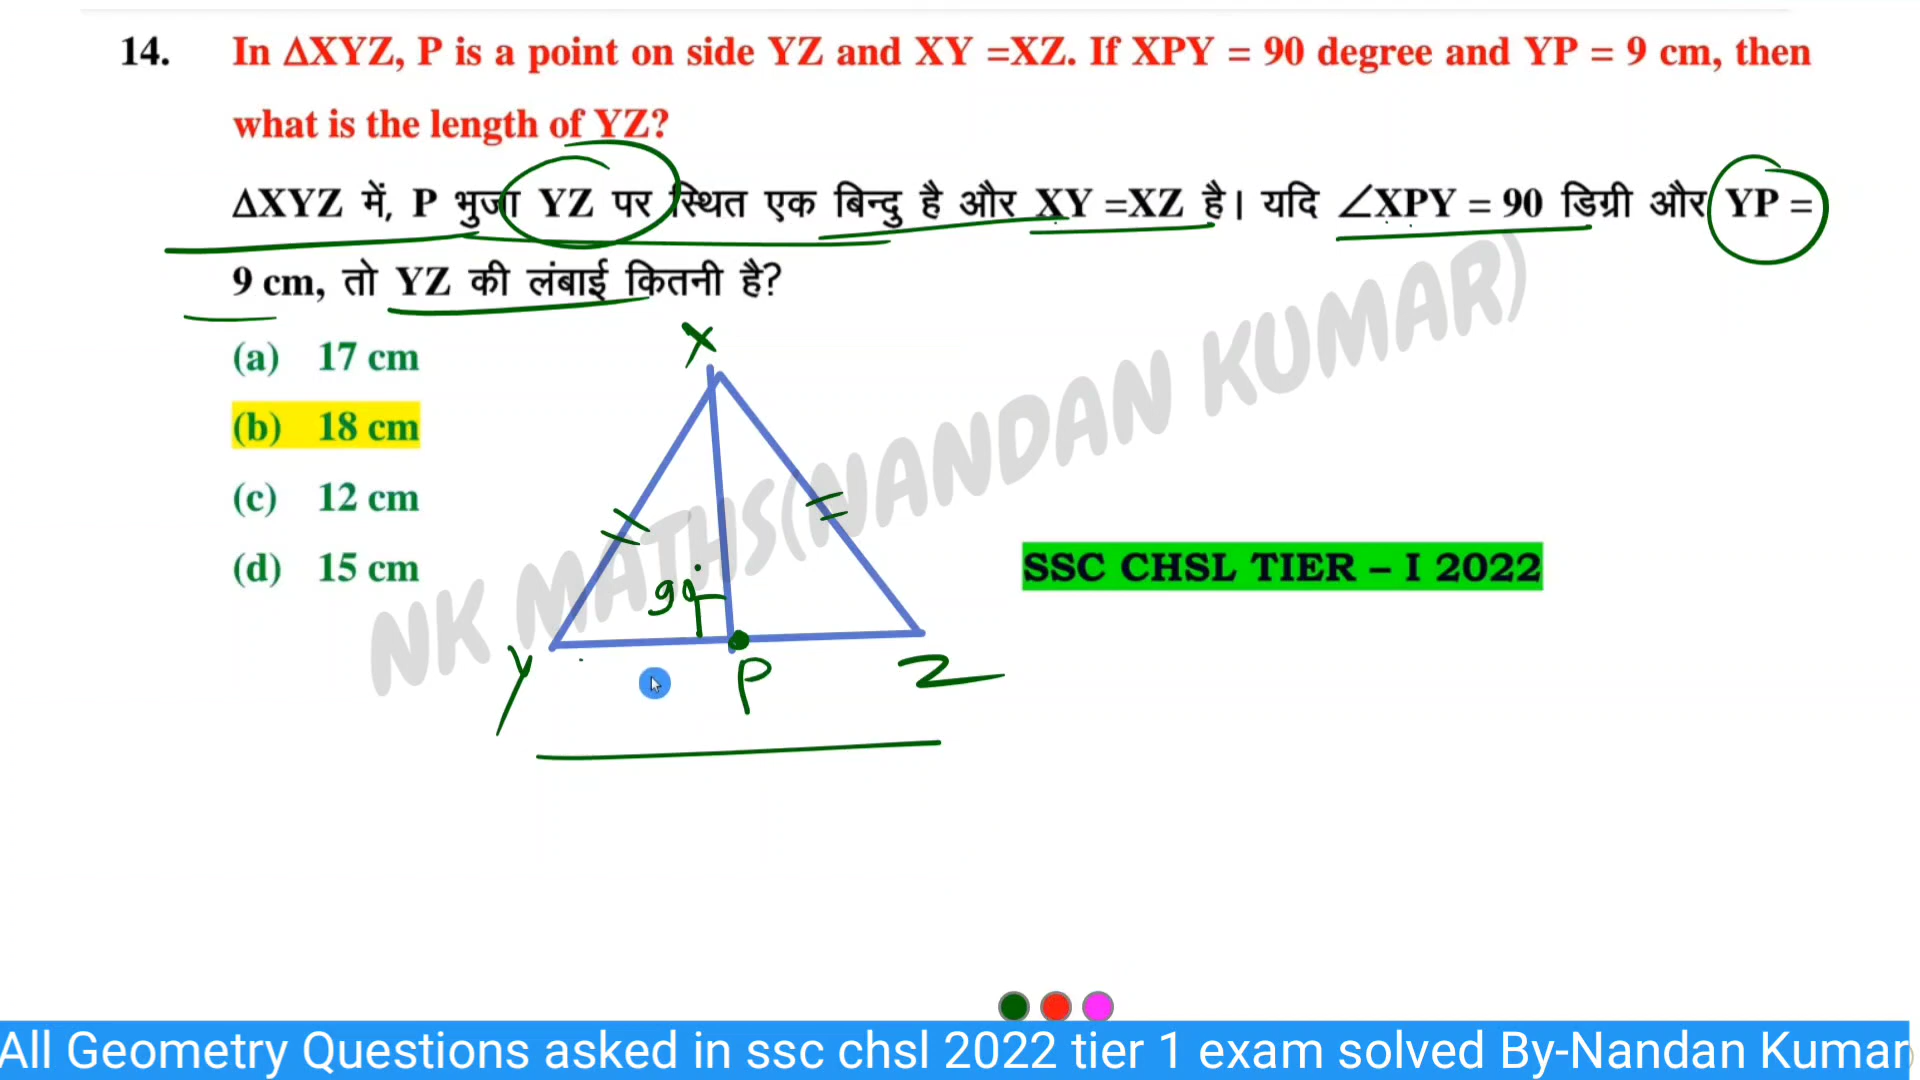 14. In ΔXYZ, P is a point on side YZ and XY =XZ. If XPY = 90 degree and YP = 9 cm, then
what is the length of YZ?
ΔXYZ में, P भुजा YZ पर स्थित एक बिन्दु है और XY =XZ है। यदि ∠XPY = 90 डिग्री और YP =
9 cm, तो YZ की लंबाई कितनी है?
(a) 17 cm
(b) 18 cm
(c) 12 cm
(d) 15 cm
X
90°
Y
P
Z
NK MATHS(NANDAN KUMAR)
SSC CHSL TIER – I 2022
All Geometry Questions asked in ssc chsl 2022 tier 1 exam solved By-Nandan Kumar